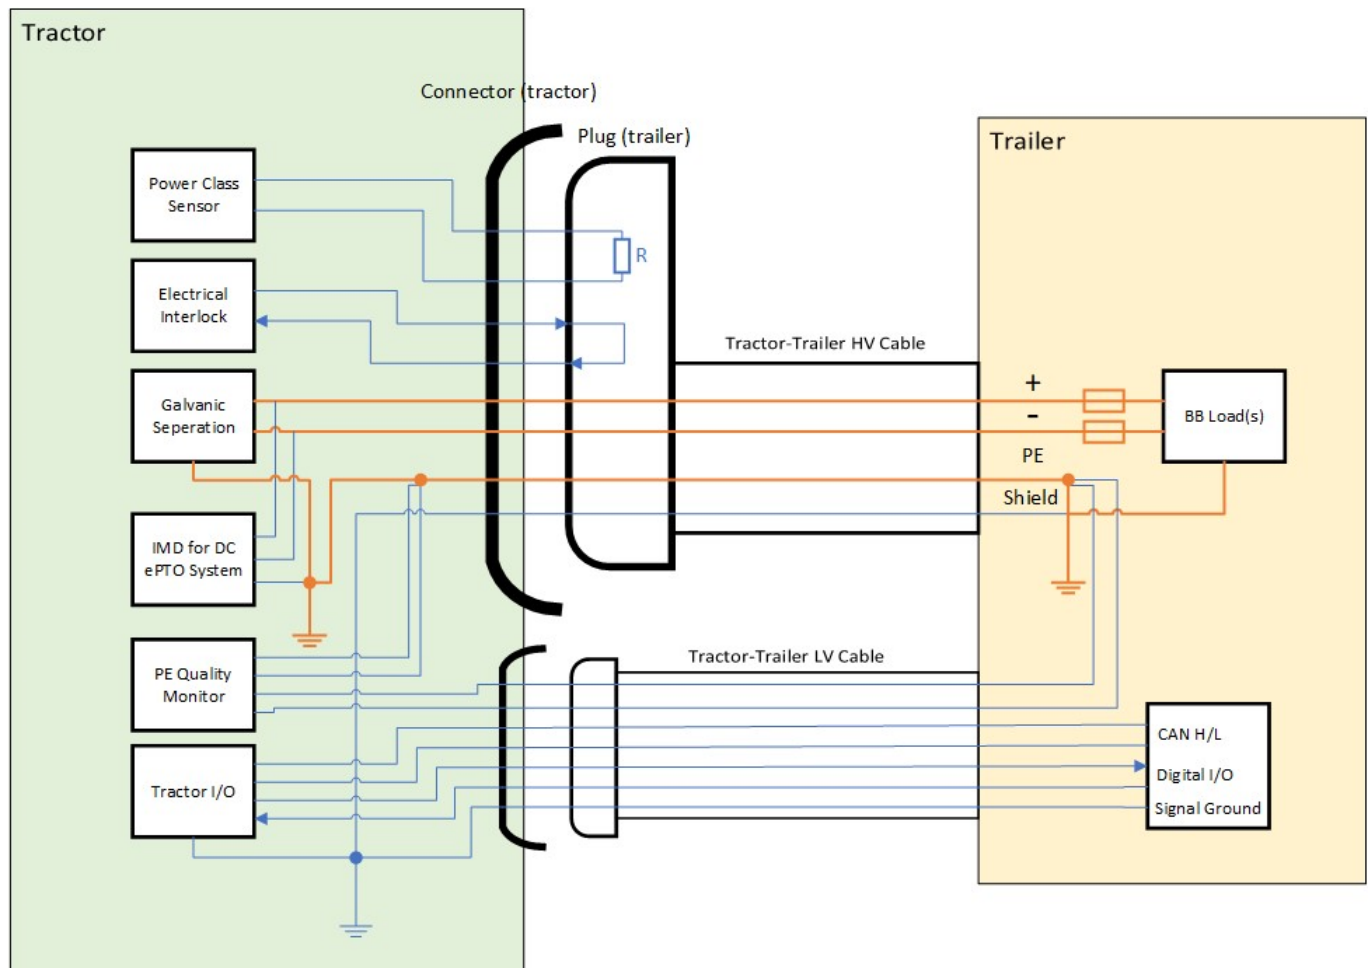 Tractor
Connector (tractor)
Plug (trailer)
Trailer
Power Class
Sensor
R
Electrical
Interlock
Tractor-Trailer HV Cable
Galvanic
Seperation
+
-
BB Load(s)
PE
Shield
IMD for DC
ePTO System
Tractor-Trailer LV Cable
PE Quality
Monitor
CAN H/L
Digital I/O
Signal Ground
Tractor I/O